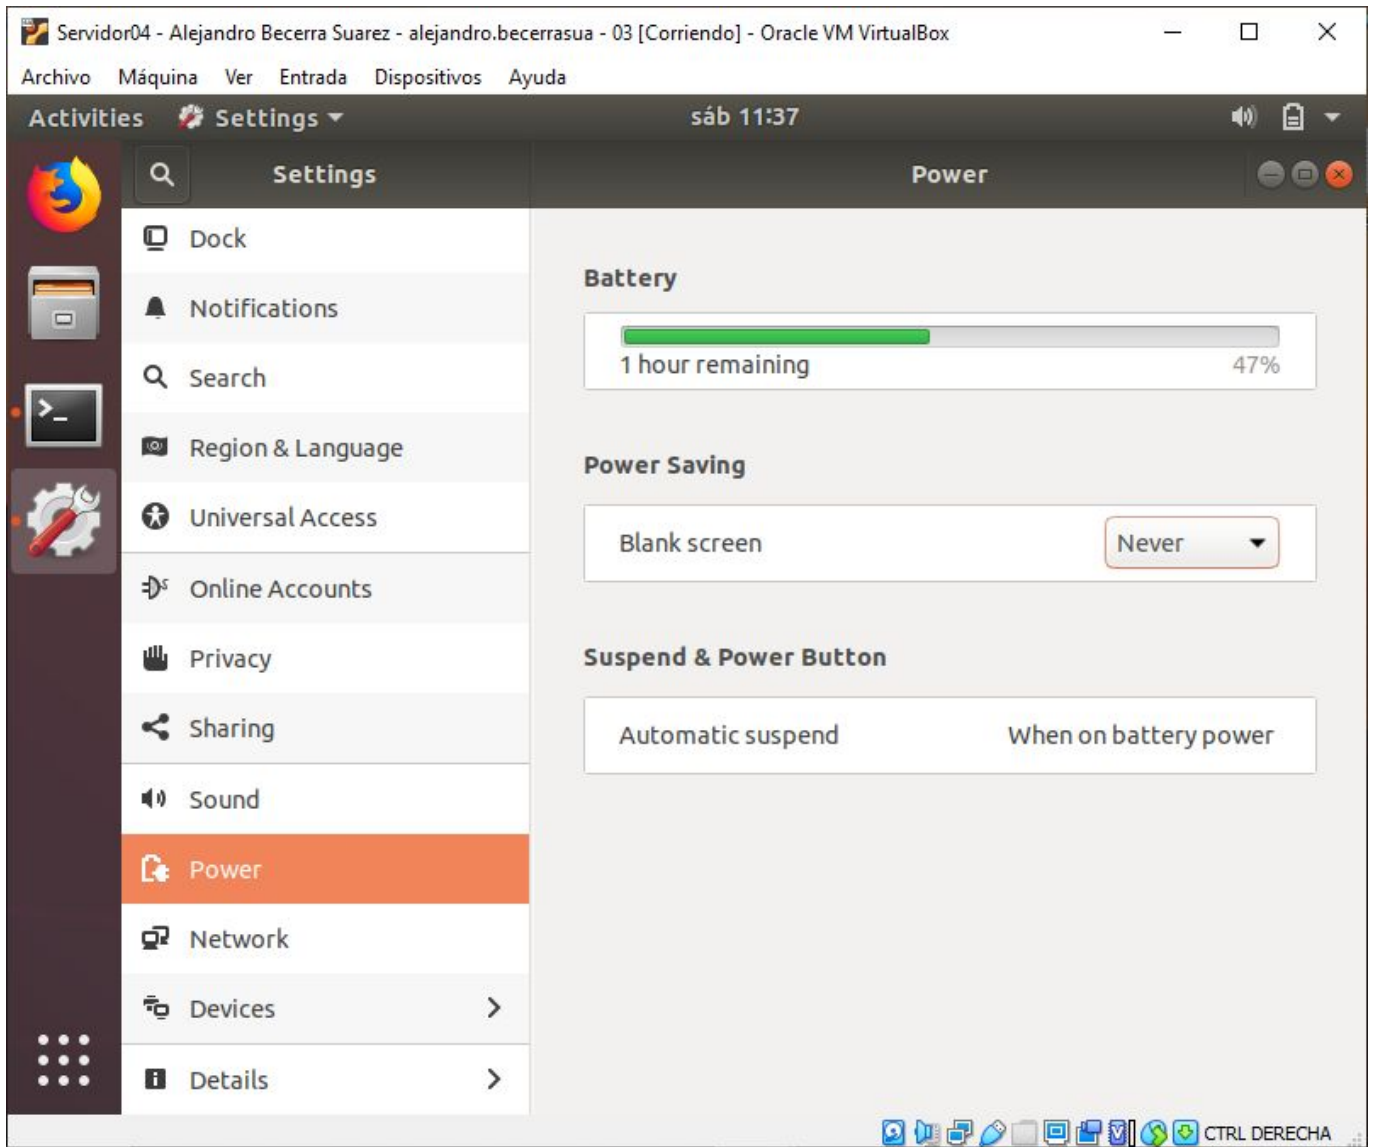 Servidor04 - Alejandro Becerra Suarez - alejandro.becerrasua - 03 [Corriendo] - Oracle VM VirtualBox
Archivo Máquina Ver Entrada Dispositivos Ayuda
Activities Settings sáb 11:37
Settings
Power
Dock
Notifications
Search
Region & Language
Universal Access
Online Accounts
Privacy
Sharing
Sound
Power
Network
Devices
Details
Battery
1 hour remaining 47%
Power Saving
Blank screen Never
Suspend & Power Button
Automatic suspend When on battery power
CTRL DERECHA